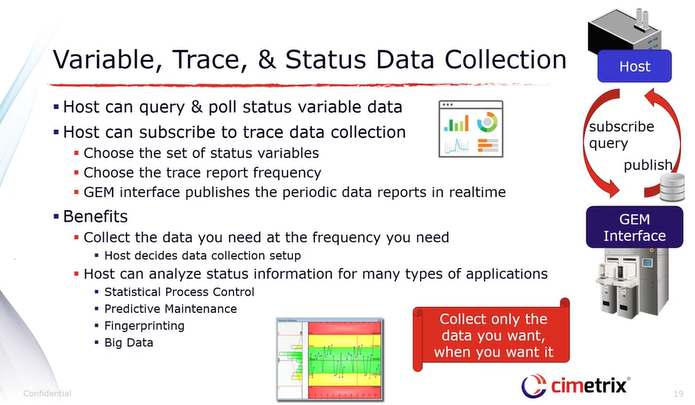 Variable, Trace, & Status Data Collection
Host can query & poll status variable data
Host can subscribe to trace data collection
Choose the set of status variables
Choose the trace report frequency
GEM interface publishes the periodic data reports in realtime
Benefits
Collect the data you need at the frequency you need
Host decides data collection setup
Host can analyze status information for many types of applications
Statistical Process Control
Predictive Maintenance
Fingerprinting
Big Data
Host
subscribe
query
publish
GEM
Interface
Collect only the
data you want,
when you want it
Confidential
cimetrix®
19